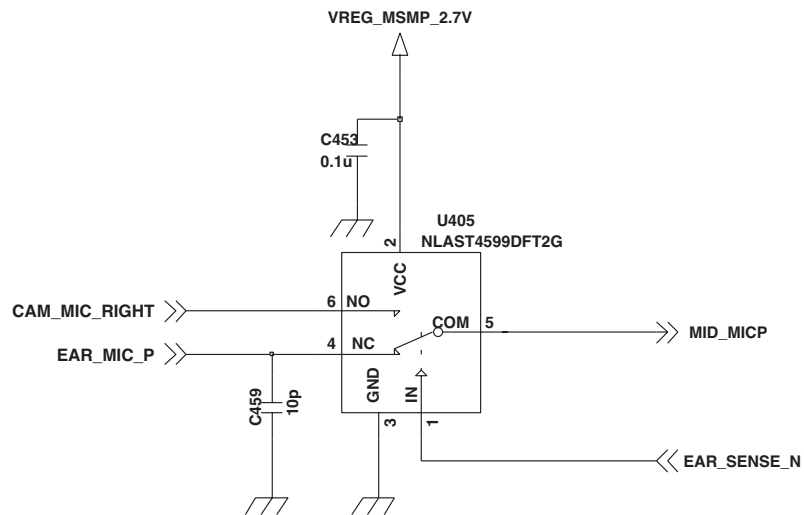 VREG_MSMP_2.7V
C453
0.1u
U405
NLAST4599DFT2G
2
VCC
CAM_MIC_RIGHT
6
NO
COM
5
MID_MICP
EAR_MIC_P
4
NC
C459
10p
GND
IN
3
1
EAR_SENSE_N